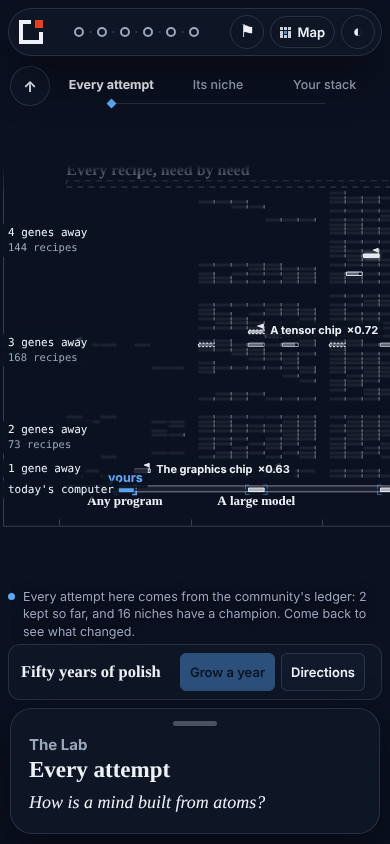 Map
Every attempt
Its niche
Your stack
Every recipe, need by need
4 genes away
144 recipes
A tensor chip ×0.72
3 genes away
168 recipes
2 genes away
73 recipes
1 gene away
The graphics chip ×0.63
yours
today's computer
Any program
A large model
Every attempt here comes from the community's ledger: 2
kept so far, and 16 niches have a champion. Come back to
see what changed.
Fifty years of polish
Grow a year
Directions
The Lab
Every attempt
How is a mind built from atoms?